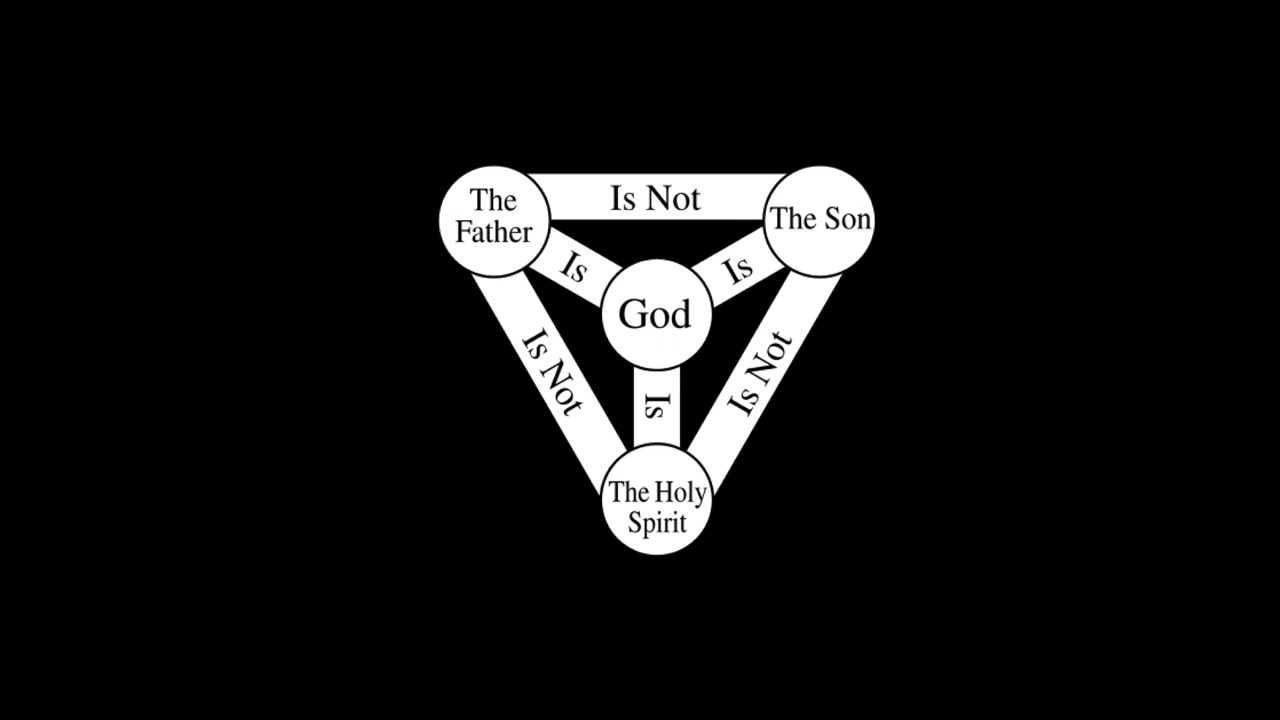 The
Father
Is Not
The Son
Is
Is
God
Is Not
Is Not
Is
The Holy
Spirit